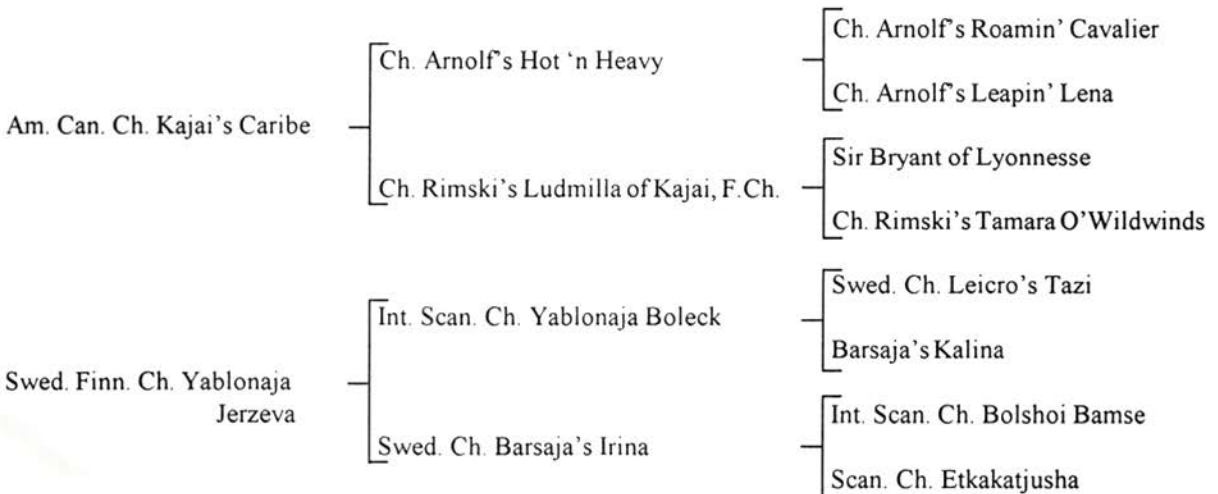 Am. Can. Ch. Kajai's Caribe
Ch. Arnolf's Hot ‘n Heavy
Ch. Arnolf's Roamin’ Cavalier
Ch. Arnolf's Leapin’ Lena
Ch. Rimski's Ludmilla of Kajai, F.Ch.
Sir Bryant of Lyonnesse
Ch. Rimski's Tamara O’Wildwinds
Swed. Finn. Ch. Yablonaja
Jerzeva
Int. Scan. Ch. Yablonaja Boleck
Swed. Ch. Leicro's Tazi
Barsaja's Kalina
Swed. Ch. Barsaja's Irina
Int. Scan. Ch. Bolshoi Bamse
Scan. Ch. Etkakatjusha